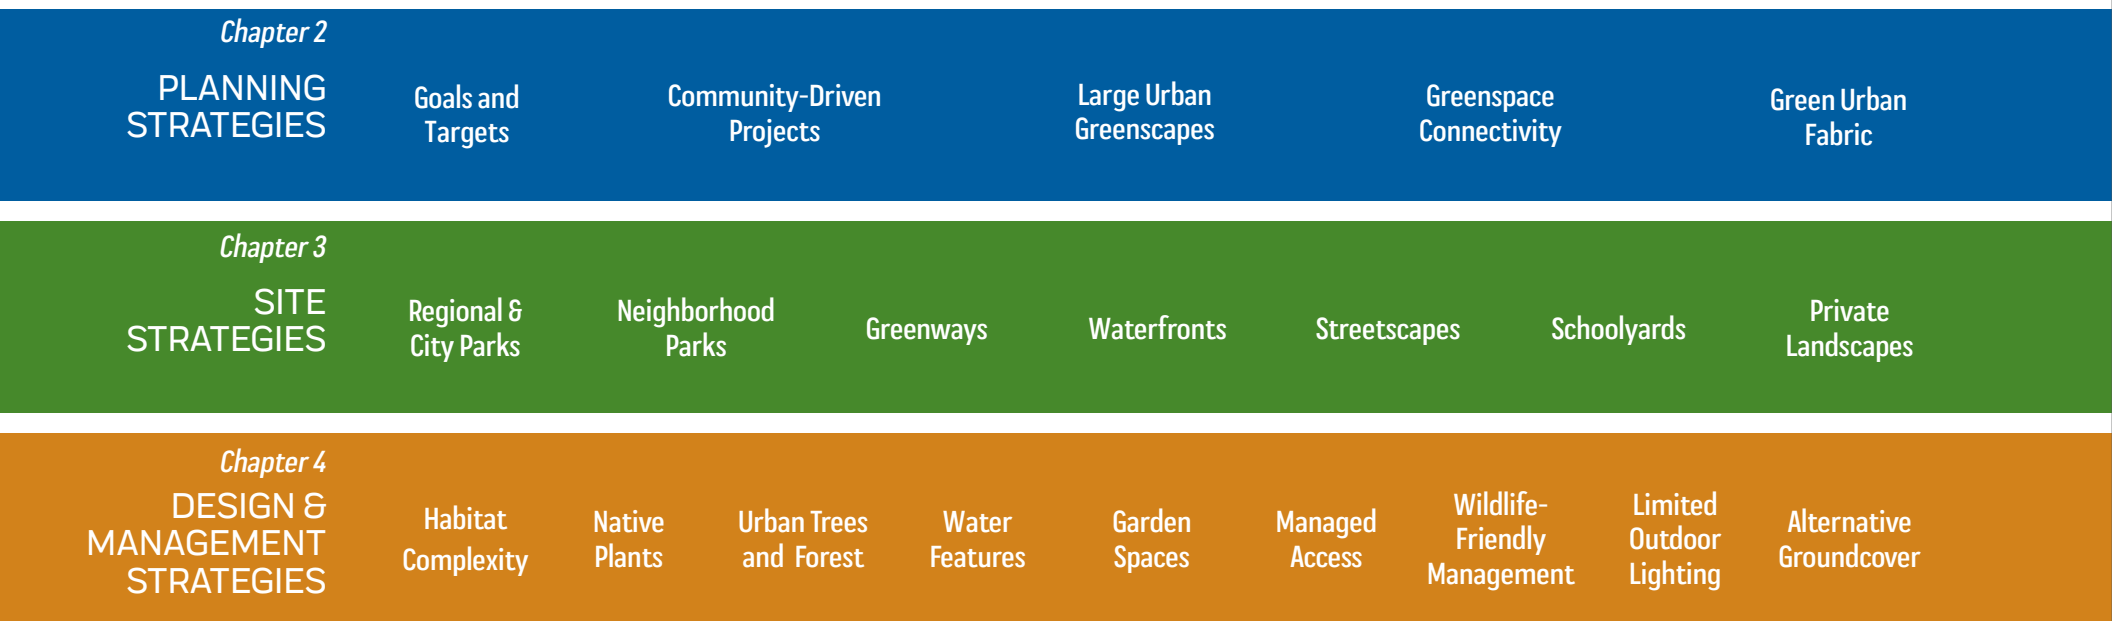 Chapter 2
PLANNING
STRATEGIES
Goals and
Targets
Community-Driven
Projects
Large Urban
Greenscapes
Greenspace
Connectivity
Green Urban
Fabric
Chapter 3
SITE
STRATEGIES
Regional &
City Parks
Neighborhood
Parks
Greenways
Waterfronts
Streetscapes
Schoolyards
Private
Landscapes
Chapter 4
DESIGN &
MANAGEMENT
STRATEGIES
Habitat
Complexity
Native
Plants
Urban Trees
and Forest
Water
Features
Garden
Spaces
Managed
Access
Wildlife-
Friendly
Management
Limited
Outdoor
Lighting
Alternative
Groundcover